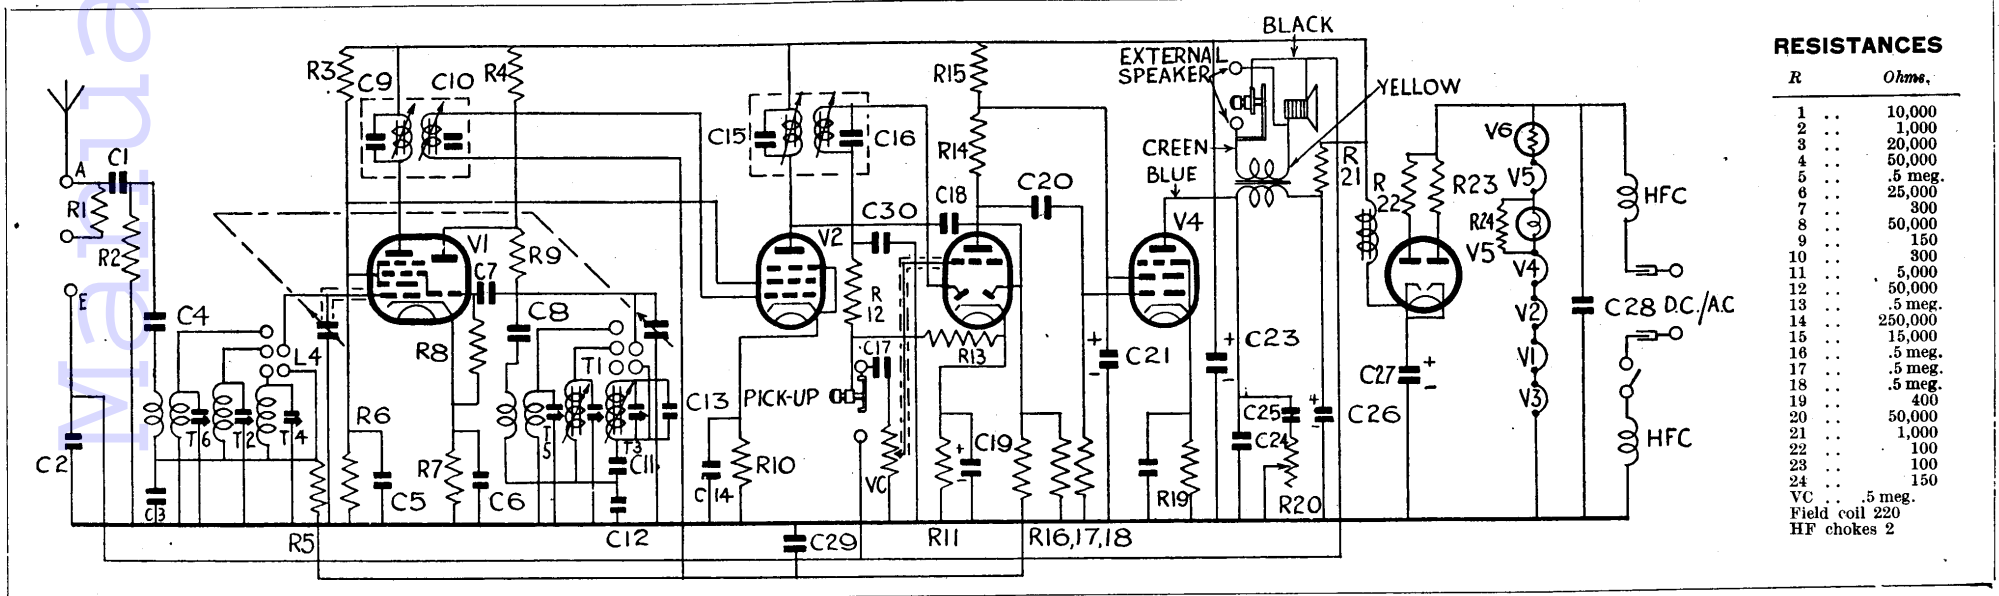 Manua
A
C1
R1
R2
E
C2
C4
C3
L4
T6
T2
T4
R3
C9
C10
R4
V1
R9
C7
R8
C8
R6
R5
C5
R7
C6
T1
T5
T3
C11
C12
C13
C15
C16
V2
C30
R12
C17
PICK-UP
C14
R10
VC
C29
R15
R14
C18
C20
R13
C19
R11
R16,17,18
EXTERNAL
SPEAKER
BLACK
YELLOW
CREEN
BLUE
V4
C21
C23
R19
C25
C24
R20
C26
R21
R22
R23
C27
V6
V5
R24
V5
V4
V2
V1
V3
C28
HFC
D.C./A.C
HFC
RESISTANCES
R Ohms,
1 .. 10,000
2 .. 1,000
3 .. 20,000
4 .. 50,000
5 .. .5 meg.
6 .. 25,000
7 .. 300
8 .. 50,000
9 .. 150
10 .. 300
11 .. 5,000
12 .. 50,000
13 .. .5 meg.
14 .. 250,000
15 .. 15,000
16 .. .5 meg.
17 .. .5 meg.
18 .. .5 meg.
19 .. 400
20 .. 50,000
21 .. 1,000
22 .. 100
23 .. 100
24 .. 150
VC .. .5 meg.
Field coil 220
HF chokes 2